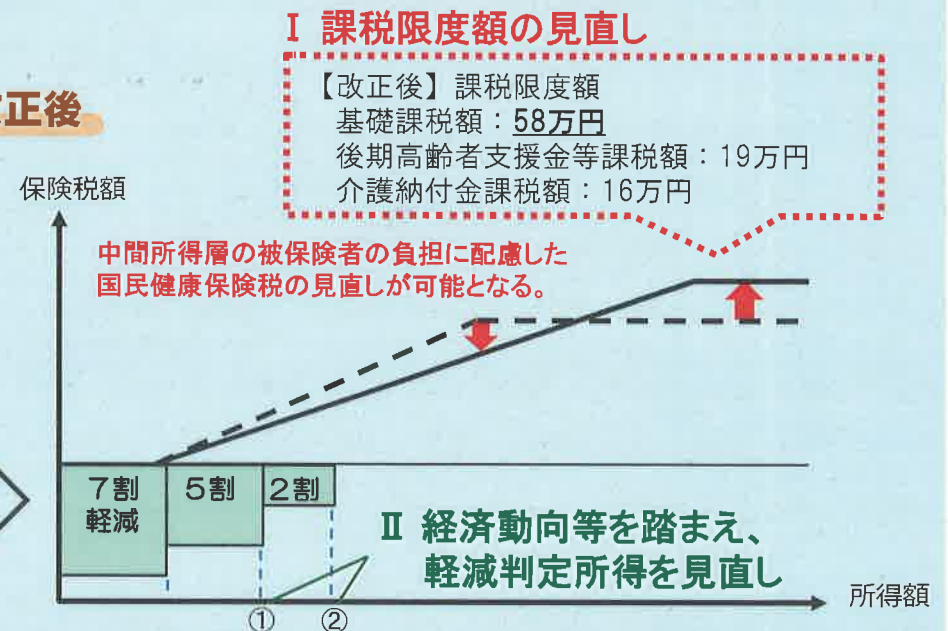 Ⅰ 課税限度額の見直し
【改正後】課税限度額
基礎課税額：58万円
後期高齢者支援金等課税額：19万円
介護納付金課税額：16万円
正後
保険税額
中間所得層の被保険者の負担に配慮した
国民健康保険税の見直しが可能となる。
7割
軽減
5割
2割
Ⅱ 経済動向等を踏まえ、
軽減判定所得を見直し
所得額
①
②